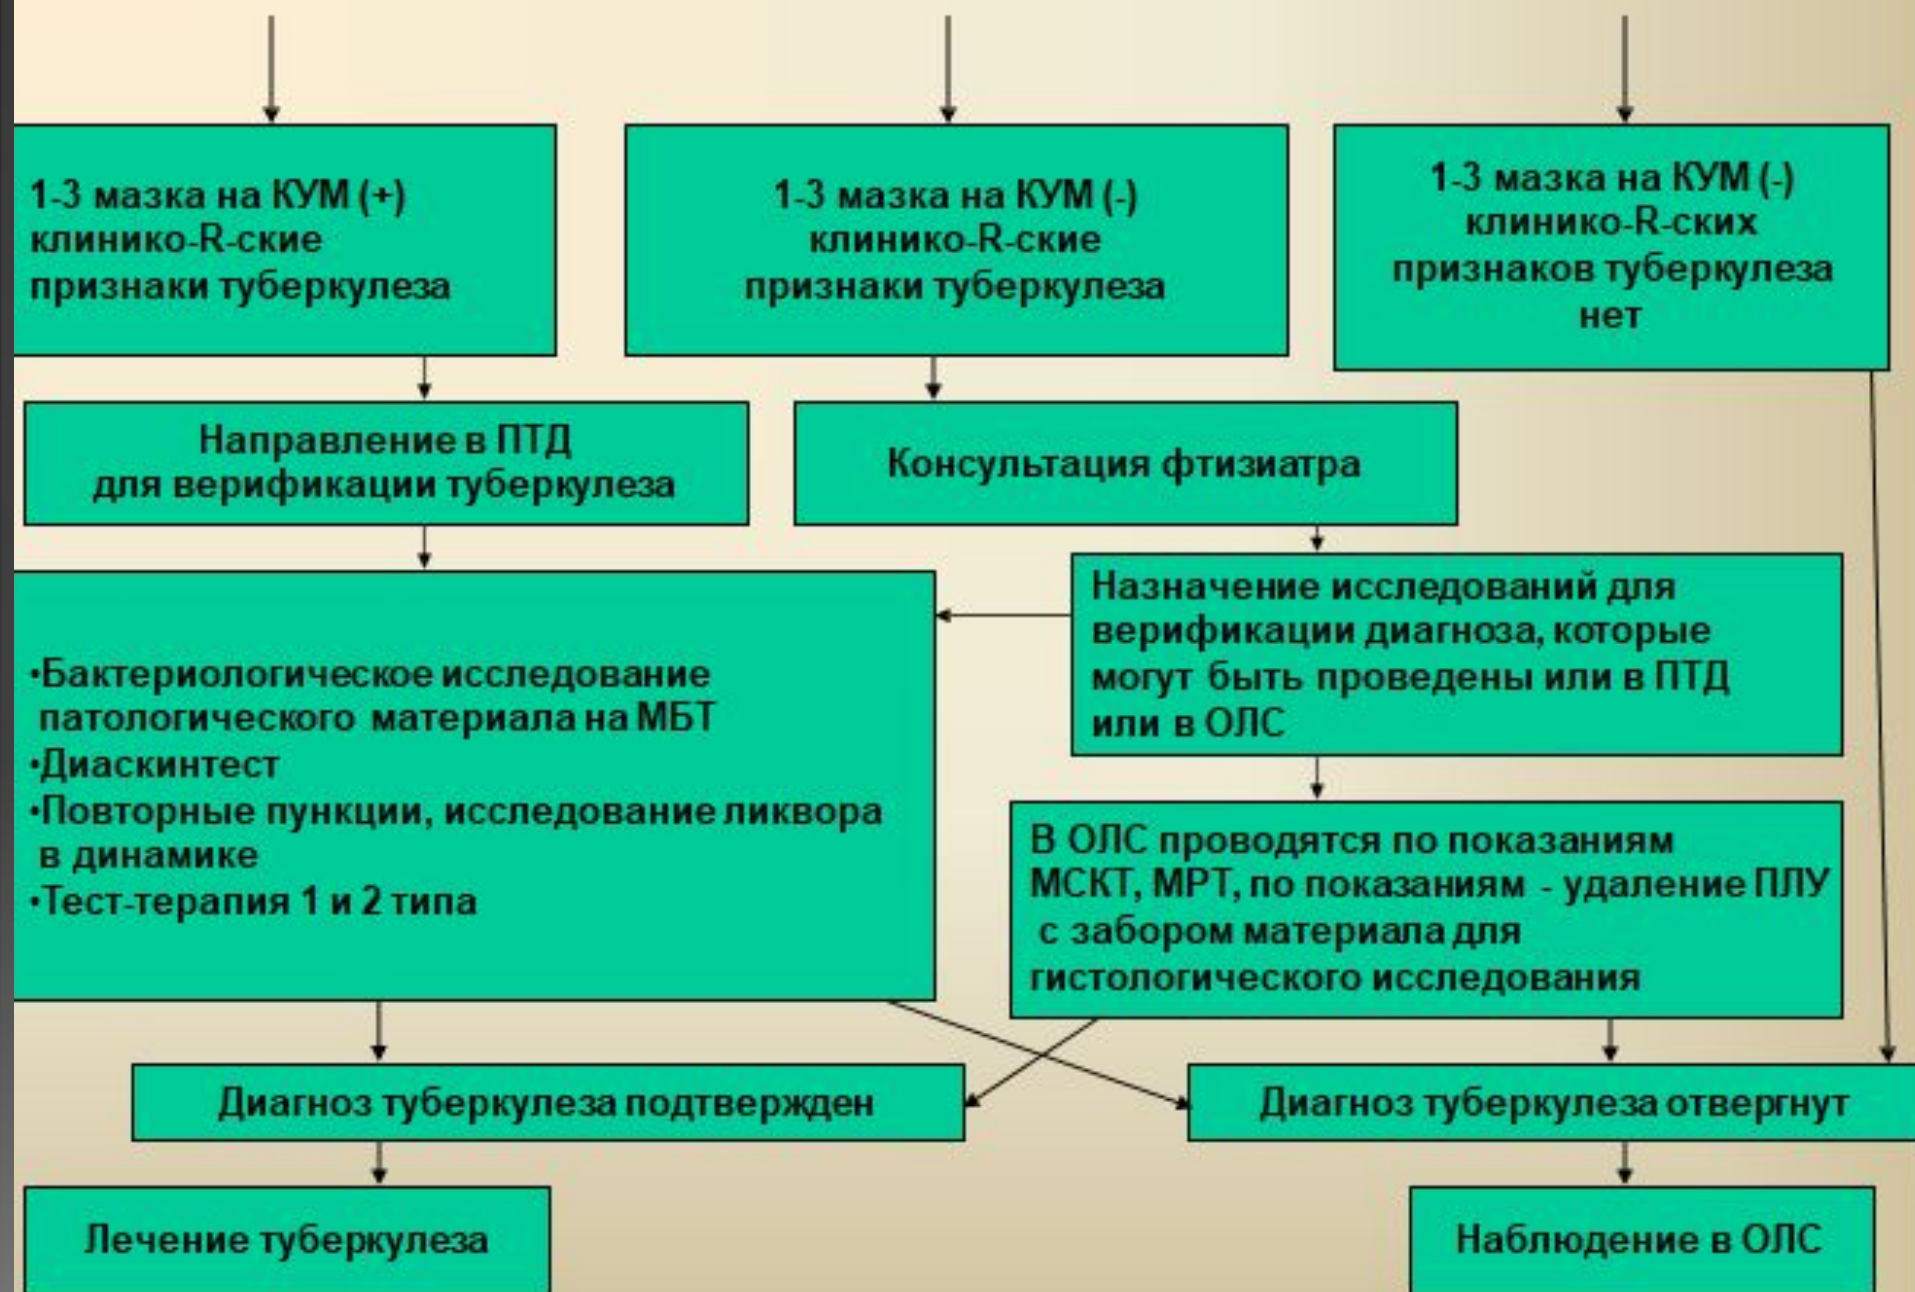 1-3 мазка на КУМ (+)
клинико-R-ские
признаки туберкулеза
1-3 мазка на КУМ (-)
клинико-R-ские
признаки туберкулеза
1-3 мазка на КУМ (-)
клинико-R-ских
признаков туберкулеза
нет
Направление в ПТД
для верификации туберкулеза
Консультация фтизиатра
Назначение исследований для
верификации диагноза, которые
могут быть проведены или в ПТД
или в ОЛС
•Бактериологическое исследование
патологического материала на МБТ
•Диаскинтест
•Повторные пункции, исследование ликвора
в динамике
•Тест-терапия 1 и 2 типа
В ОЛС проводятся по показаниям
МСКТ, МРТ, по показаниям - удаление ПЛУ
с забором материала для
гистологического исследования
Диагноз туберкулеза подтвержден
Диагноз туберкулеза отвергнут
Лечение туберкулеза
Наблюдение в ОЛС